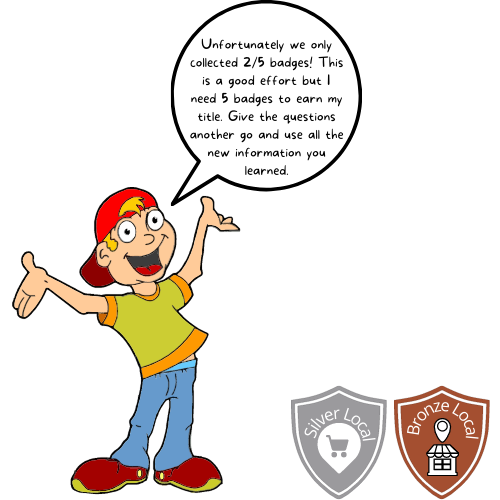 Unfortunately we only
collected 2/5 badges! This
is a good effort but I
need 5 badges to earn my
title. Give the questions
another go and use all the
new information you
learned.
Silver Local
Bronze Local